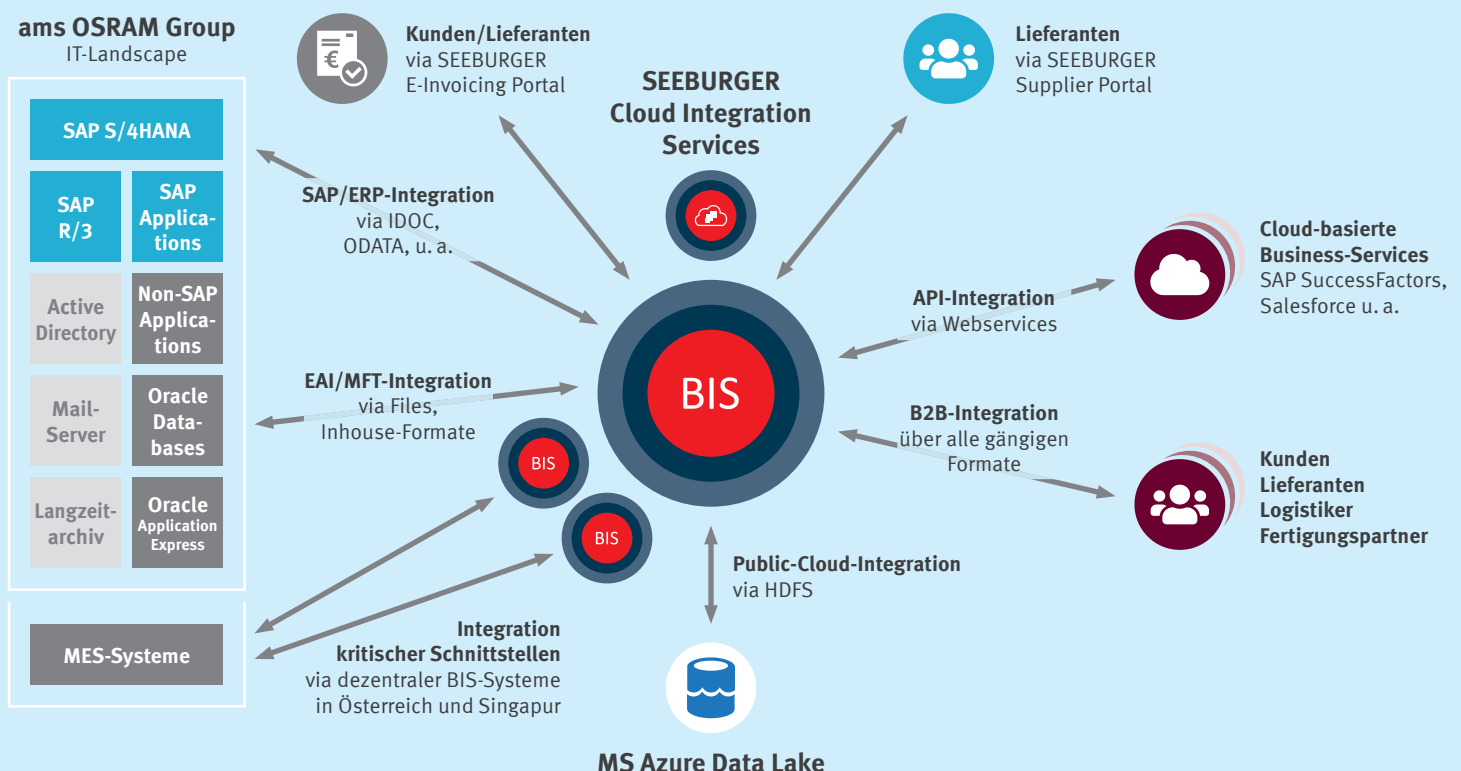 ams OSRAM Group
IT-Landscape
SAP S/4HANA
SAP
R/3
SAP
Applica-
tions
Active
Directory
Non-SAP
Applica-
tions
Mail-
Server
Oracle
Data-
bases
Langzeit-
archiv
Oracle
Application
Express
MES-Systeme
€
Kunden/Lieferanten
via SEEBURGER
E-Invoicing Portal
SEEBURGER
Cloud Integration
Services
Lieferanten
via SEEBURGER
Supplier Portal
SAP/ERP-Integration
via IDOC,
ODATA, u. a.
EAI/MFT-Integration
via Files,
Inhouse-Formate
BIS
BIS
BIS
API-Integration
via Webservices
Cloud-basierte
Business-Services
SAP SuccessFactors,
Salesforce u. a.
B2B-Integration
über alle gängigen
Formate
Kunden
Lieferanten
Logistiker
Fertigungspartner
Integration
kritischer Schnittstellen
via dezentraler BIS-Systeme
in Österreich und Singapur
Public-Cloud-Integration
via HDFS
MS Azure Data Lake